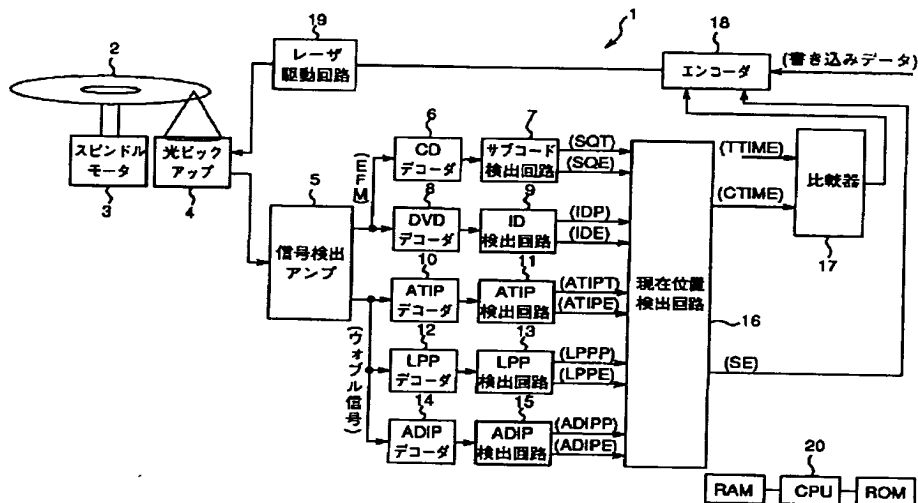 1
19
レーザ
駆動回路
18
エンコーダ
(書き込みデータ)
2
スピンドル
モータ
3
光ピック
アップ
4
5
信号検出
アンプ
(EFM)
(ウォブル信号)
6
CD
デコーダ
7
サブコード
検出回路
(SQT)
(SQE)
8
DVD
デコーダ
9
ID
検出回路
(IDP)
(IDE)
10
ATIP
デコーダ
11
ATIP
検出回路
(ATIPT)
(ATIPE)
12
LPP
デコーダ
13
LPP
検出回路
(LPPP)
(LPPE)
14
ADIP
デコーダ
15
ADIP
検出回路
(ADIPP)
(ADIPE)
現在位置
検出回路
16
(TTIME)
(CTIME)
比較器
17
(SE)
20
RAM
CPU
ROM